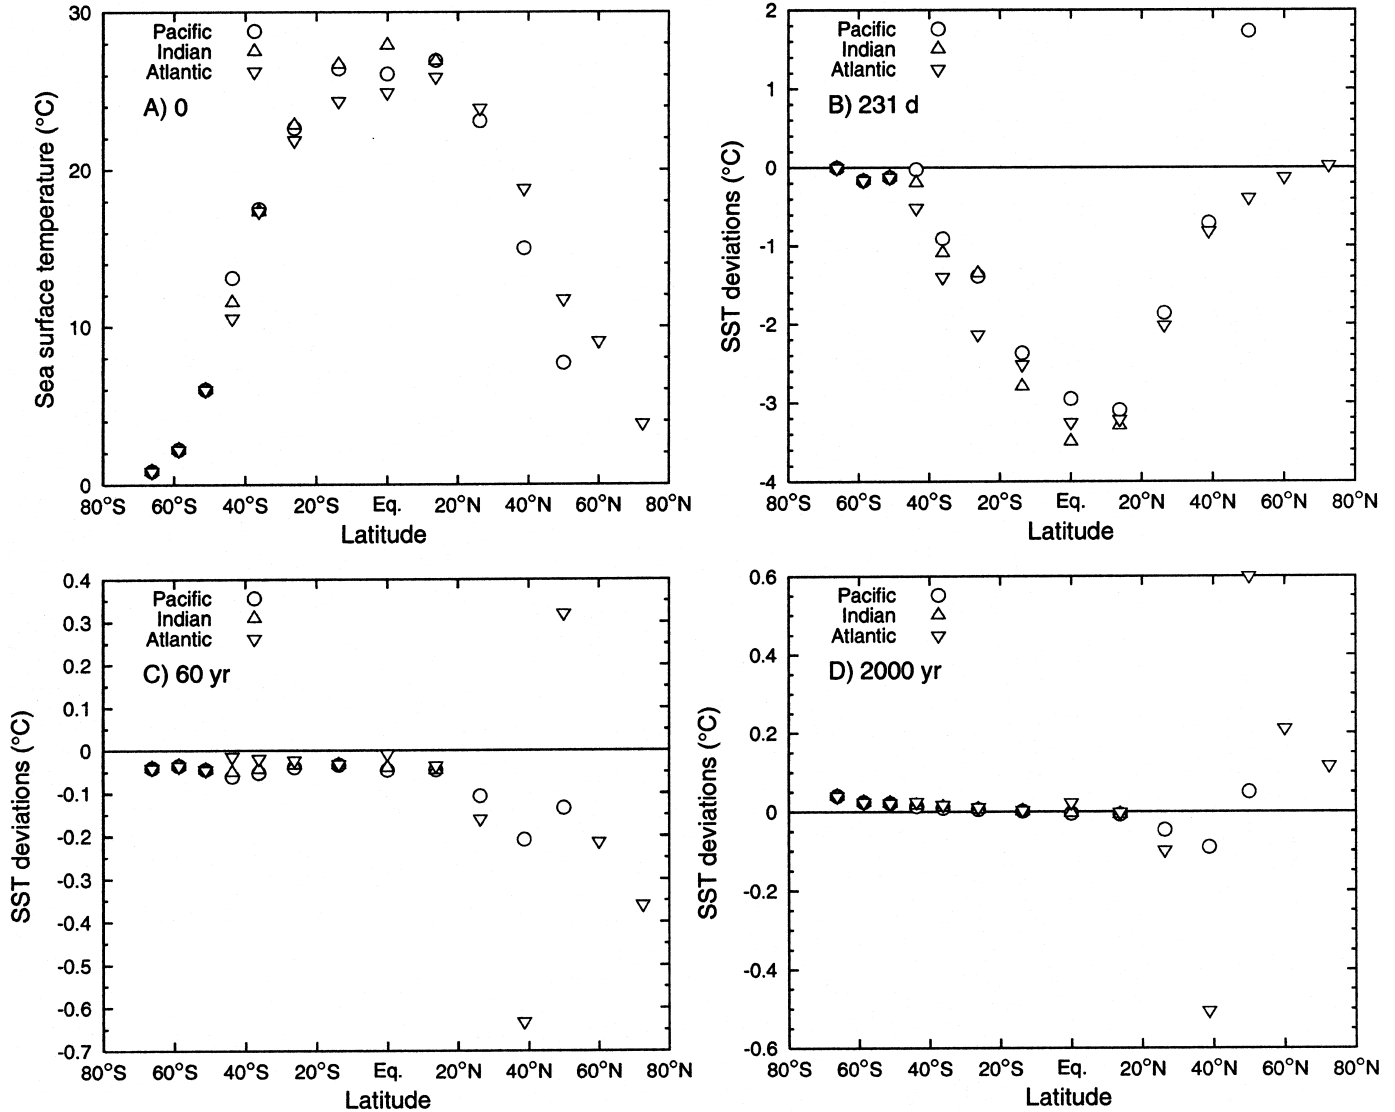 30
20
10
0
Sea surface temperature (°C)
Pacific
Indian
Atlantic
A) 0
80°S 60°S 40°S 20°S Eq. 20°N 40°N 60°N 80°N
Latitude
2
1
0
-1
-2
-3
-4
SST deviations (°C)
Pacific
Indian
Atlantic
B) 231 d
80°S 60°S 40°S 20°S Eq. 20°N 40°N 60°N 80°N
Latitude
0.4
0.3
0.2
0.1
0
-0.1
-0.2
-0.3
-0.4
-0.5
-0.6
-0.7
SST deviations (°C)
Pacific
Indian
Atlantic
C) 60 yr
80°S 60°S 40°S 20°S Eq. 20°N 40°N 60°N 80°N
Latitude
0.6
0.4
0.2
0
-0.2
-0.4
-0.6
SST deviations (°C)
Pacific
Indian
Atlantic
D) 2000 yr
80°S 60°S 40°S 20°S Eq. 20°N 40°N 60°N 80°N
Latitude